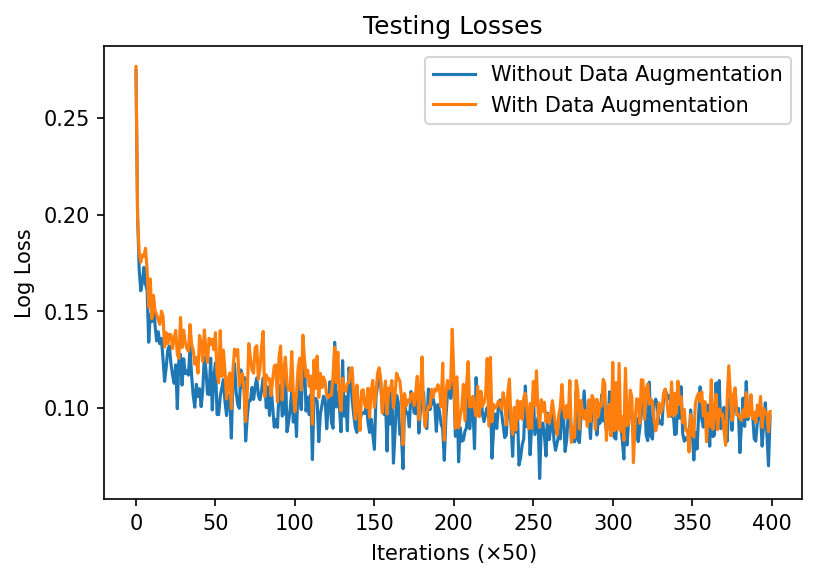 Testing Losses
Without Data Augmentation
With Data Augmentation
Log Loss
0.25
0.20
0.15
0.10
0 50 100 150 200 250 300 350 400
Iterations (×50)